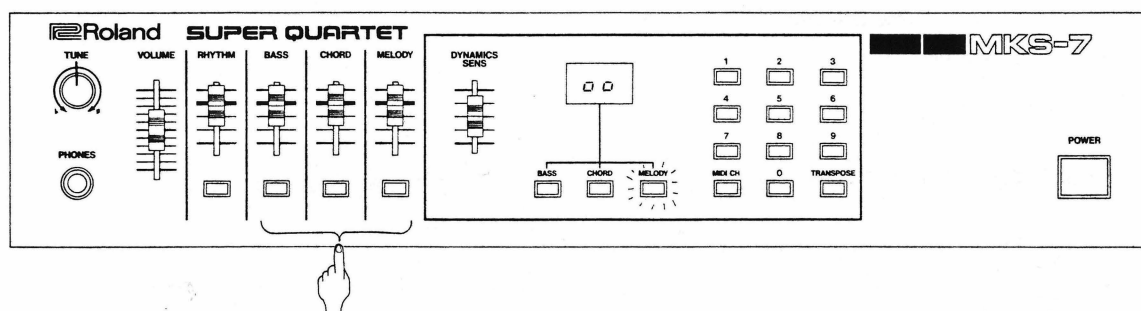 Roland SUPER QUARTET
MKS-7
TUNE VOLUME RHYTHM BASS CHORD MELODY DYNAMICS
SENS
00
1 2 3
4 5 6
PHONES
7 8 9
POWER
BASS CHORD MELODY MIDI CH 0 TRANSPOSE